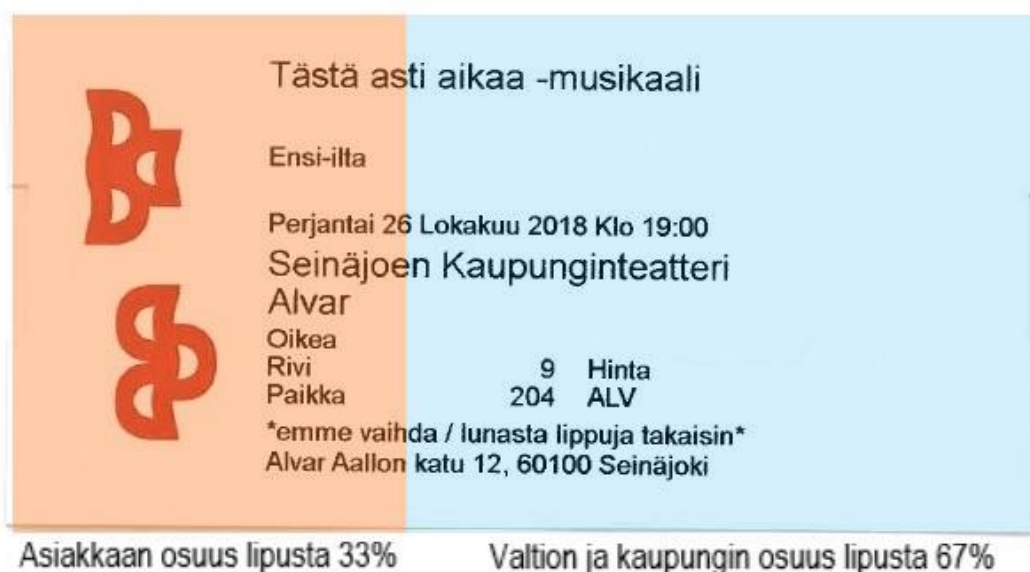 Tästä asti aikaa -musikaali
Ensi-ilta
Perjantai 26 Lokakuu 2018 Klo 19:00
Seinäjoen Kaupunginteatteri
Alvar
Oikea
Rivi 9 Hinta
Paikka 204 ALV
*emme vaihda / lunasta lippuja takaisin*
Alvar Aallon katu 12, 60100 Seinäjoki
Asiakkaan osuus lipusta 33% Valtion ja kaupungin osuus lipusta 67%